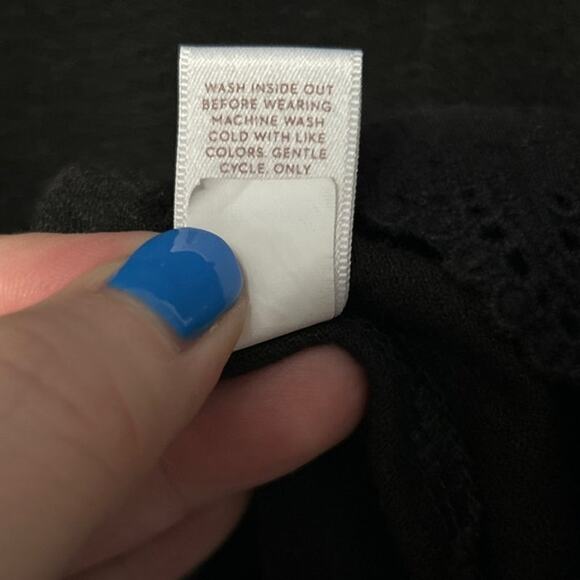 WASH INSIDE OUT
BEFORE WEARING.
MACHINE WASH
COLD WITH LIKE
COLORS. GENTLE
CYCLE. ONLY